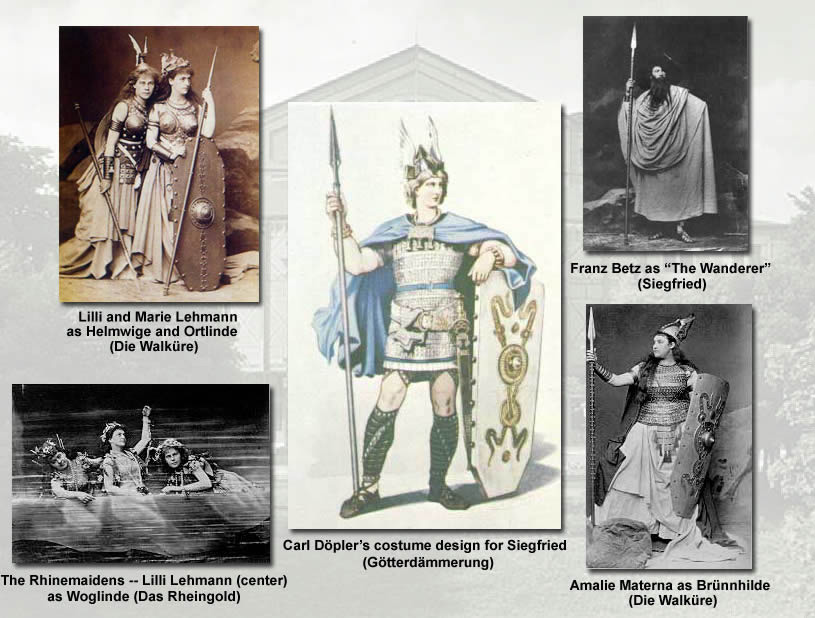 Lilli and Marie Lehmann
as Helmwige and Ortlinde
(Die Walküre)
Franz Betz as “The Wanderer”
(Siegfried)
The Rhinemaidens -- Lilli Lehmann (center)
as Woglinde (Das Rheingold)
Carl Döpler’s costume design for Siegfried
(Götterdämmerung)
Amalie Materna as Brünnhilde
(Die Walküre)